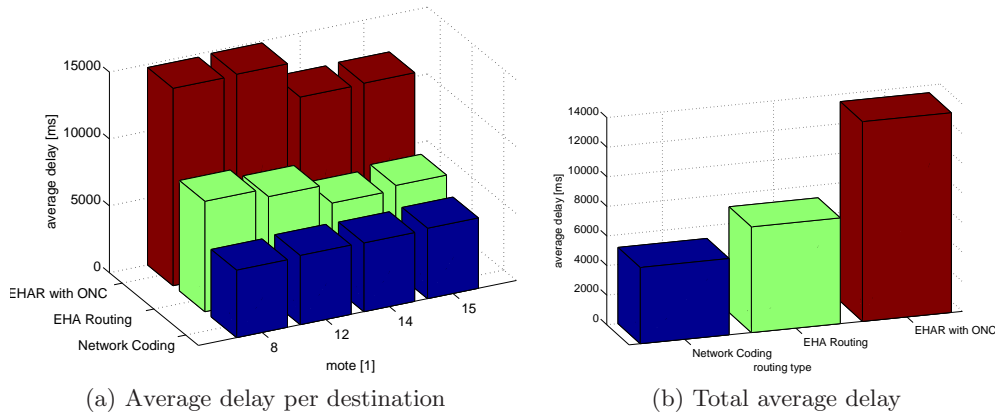 15000
10000
5000
0
average delay [ms]
EHAR with ONC
EHA Routing
Network Coding
8
12
14
15
mote [1]
(a) Average delay per destination
14000
12000
10000
8000
6000
4000
2000
0
average delay [ms]
Network Coding
EHA Routing
EHAR with ONC
routing type
(b) Total average delay